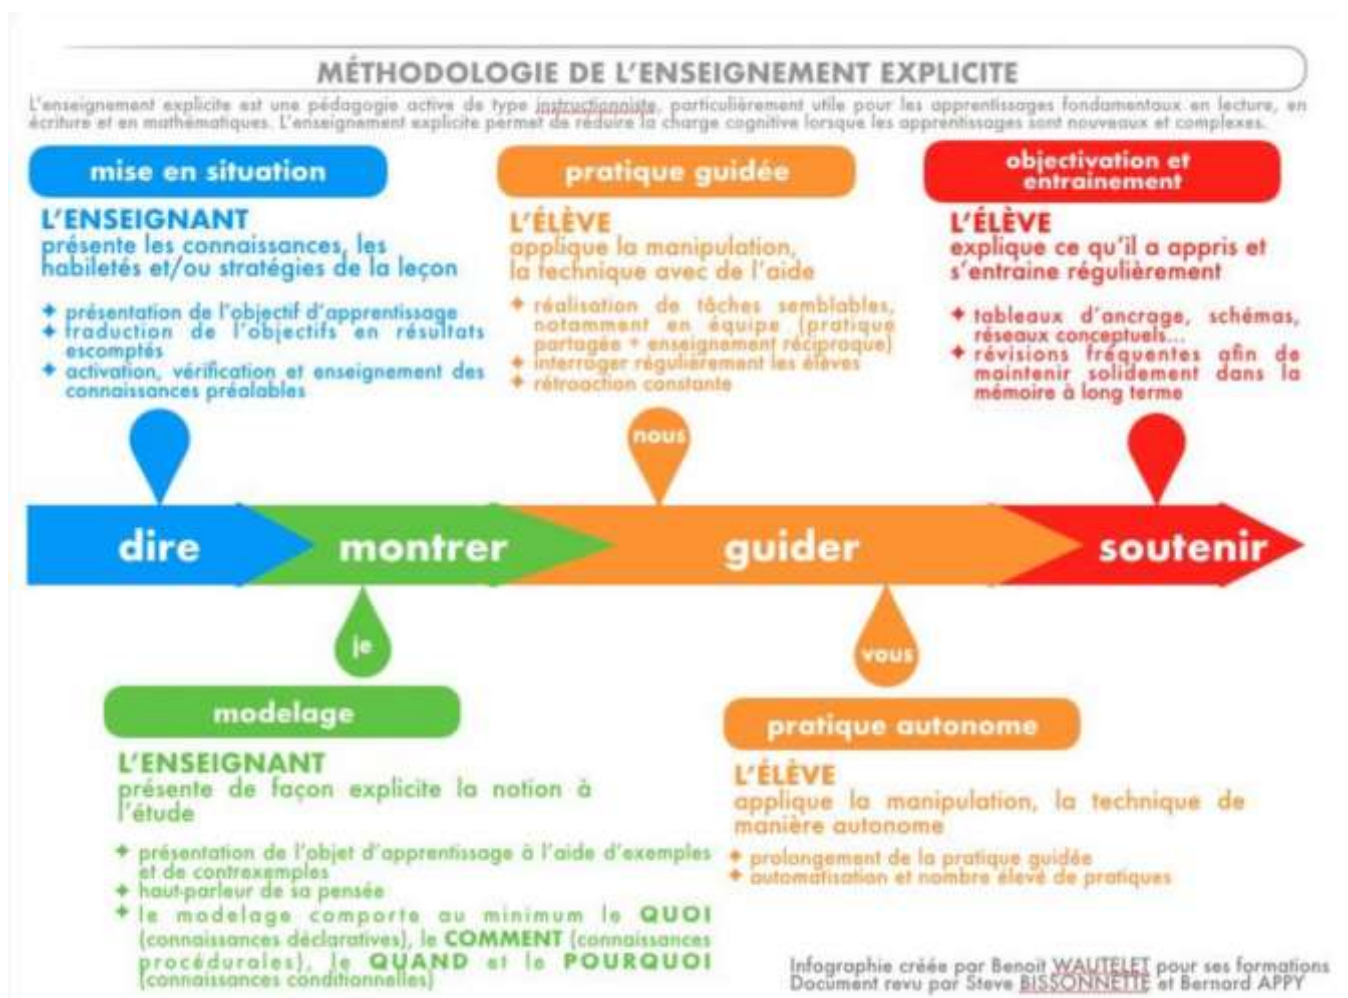 MÉTHODOLOGIE DE L'ENSEIGNEMENT EXPLICITE
L'enseignement explicite est une pédagogie active de type instructionniste, particulièrement utile pour les apprentissages fondamentaux en lecture, en
écriture et en mathématiques. L'enseignement explicite permet de réduire la charge cognitive lorsque les apprentissages sont nouveaux et complexes.
mise en situation
L'ENSEIGNANT
présente les connaissances, les
habiletés et/ou stratégies de la leçon
✦ présentation de l'objectif d'apprentissage
✦ traduction de l'objectifs en résultats
escomptés
✦ activation, vérification et enseignement des
connaissances préalables
pratique guidée
L'ÉLÈVE
applique la manipulation,
la technique avec de l'aide
✦ réalisation de tâches semblables,
notamment en équipe (pratique
partagée + enseignement réciproque)
✦ interroger régulièrement les élèves
✦ rétroaction constante
objectivation et
entrainement
L'ÉLÈVE
explique ce qu'il a appris et
s'entraine régulièrement
✦ tableaux d'ancrage, schémas,
réseaux conceptuels...
✦ révisions fréquentes afin de
maintenir solidement dans la
mémoire à long terme
nous
dire
montrer
guider
soutenir
je
vous
modelage
L'ENSEIGNANT
présente de façon explicite la notion à
l'étude
✦ présentation de l'objet d'apprentissage à l'aide d'exemples
et de contrexemples
✦ haut-parleur de sa pensée
✦ le modelage comporte au minimum le QUOI
(connaissances déclaratives), le COMMENT (connaissances
procédurales), le QUAND et le POURQUOI
(connaissances conditionnelles)
pratique autonome
L'ÉLÈVE
applique la manipulation, la technique de
manière autonome
✦ prolongement de la pratique guidée
✦ automatisation et nombre élevé de pratiques
Infographie créée par Benoit WAUTELET pour ses formations
Document revu par Steve BISSONNETTE et Bernard APPY